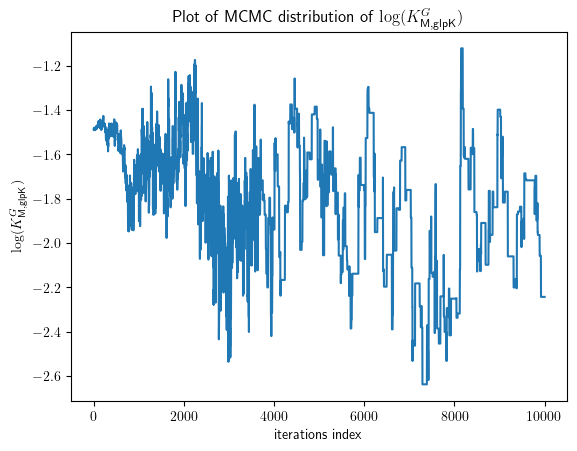 Plot of MCMC distribution of log(K^G_M,glpK)
log(K^G_M,glpK)
−1.2
−1.4
−1.6
−1.8
−2.0
−2.2
−2.4
−2.6
0 2000 4000 6000 8000 10000
iterations index